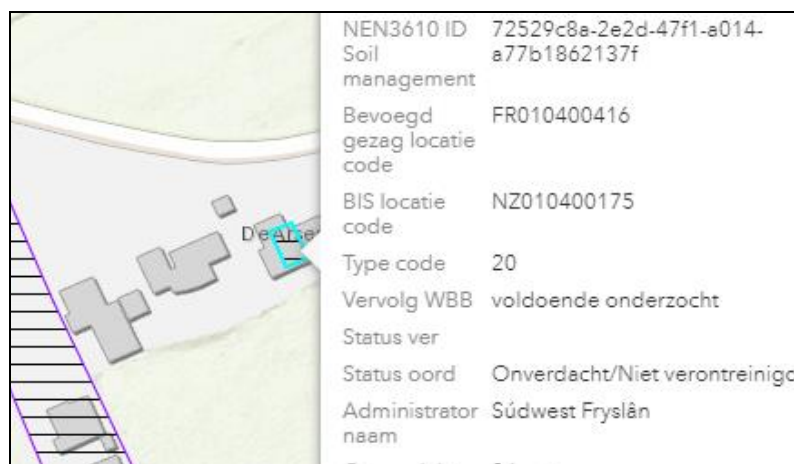 NEN3610 ID 72529c8a-2e2d-47f1-a014-
Soil a77b1862137f
management
Bevoegd FR010400416
gezag locatie
code
BIS locatie NZ010400175
code
Type code 20
Vervolg WBB voldoende onderzocht
Status ver
Status oord Onverdacht/Niet verontreinigd
Administrator Súdwest Fryslân
naam